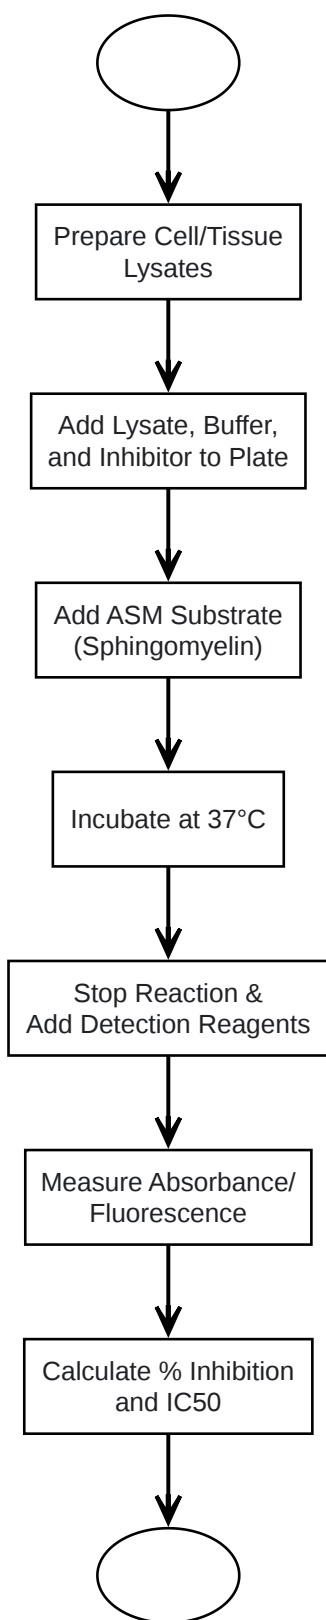 Prepare Cell/Tissue
Lysates
Add Lysate, Buffer,
and Inhibitor to Plate
Add ASM Substrate
(Sphingomyelin)
Incubate at 37°C
Stop Reaction &
Add Detection Reagents
Measure Absorbance/
Fluorescence
Calculate % Inhibition
and IC50